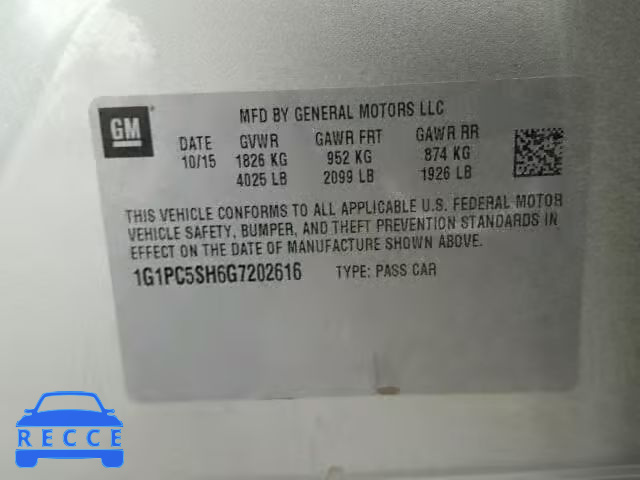 GM
MFD BY GENERAL MOTORS LLC
DATE GVWR GAWR FRT GAWR RR
10/15 1826 KG 952 KG 874 KG
4025 LB 2099 LB 1926 LB
THIS VEHICLE CONFORMS TO ALL APPLICABLE U.S. FEDERAL MOTOR
VEHICLE SAFETY, BUMPER, AND THEFT PREVENTION STANDARDS IN
EFFECT ON THE DATE OF MANUFACTURE SHOWN ABOVE.
1G1PC5SH6G7202616 TYPE: PASS CAR
RECCE